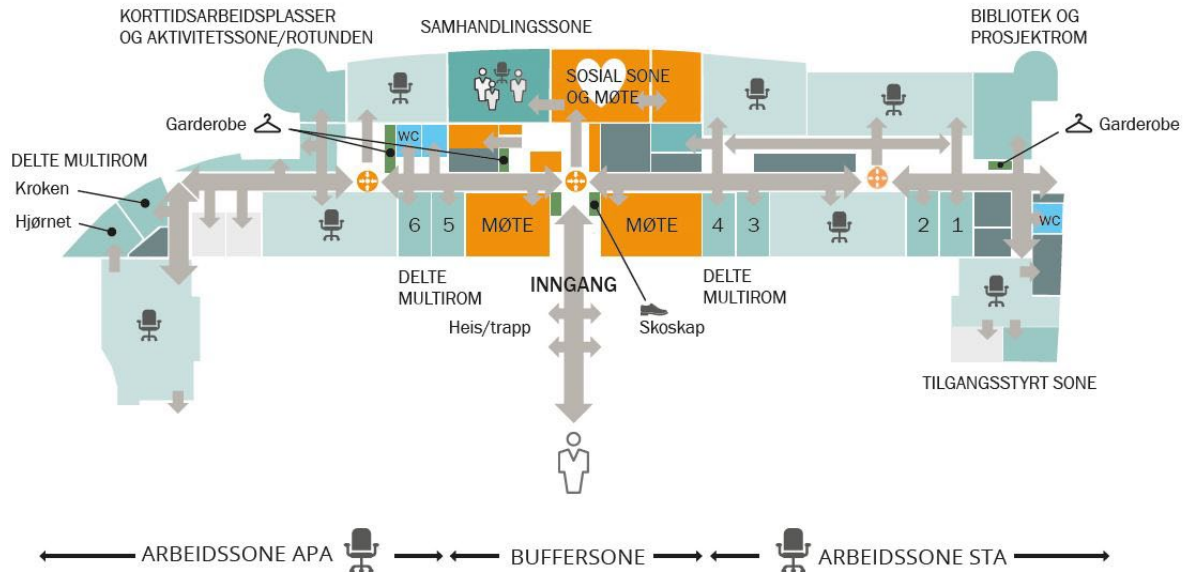 KORTTIDSARBEIDSPLASSER
OG AKTIVITETSSONE/ROTUNDEN
SAMHANDLINGSSONE
BIBLIOTEK OG
PROSJEKTROM
SOSIAL SONE
OG MØTE
Garderobe
WC
Garderobe
DELTE MULTIROM
Kroken
Hjørnet
6
5
MØTE
MØTE
4
3
2
1
WC
DELTE
MULTIROM
INNGANG
DELTE
MULTIROM
Heis/trapp
Skoskap
TILGANGSSTYRT SONE
ARBEIDSSONE APA
BUFFERSONE
ARBEIDSSONE STA